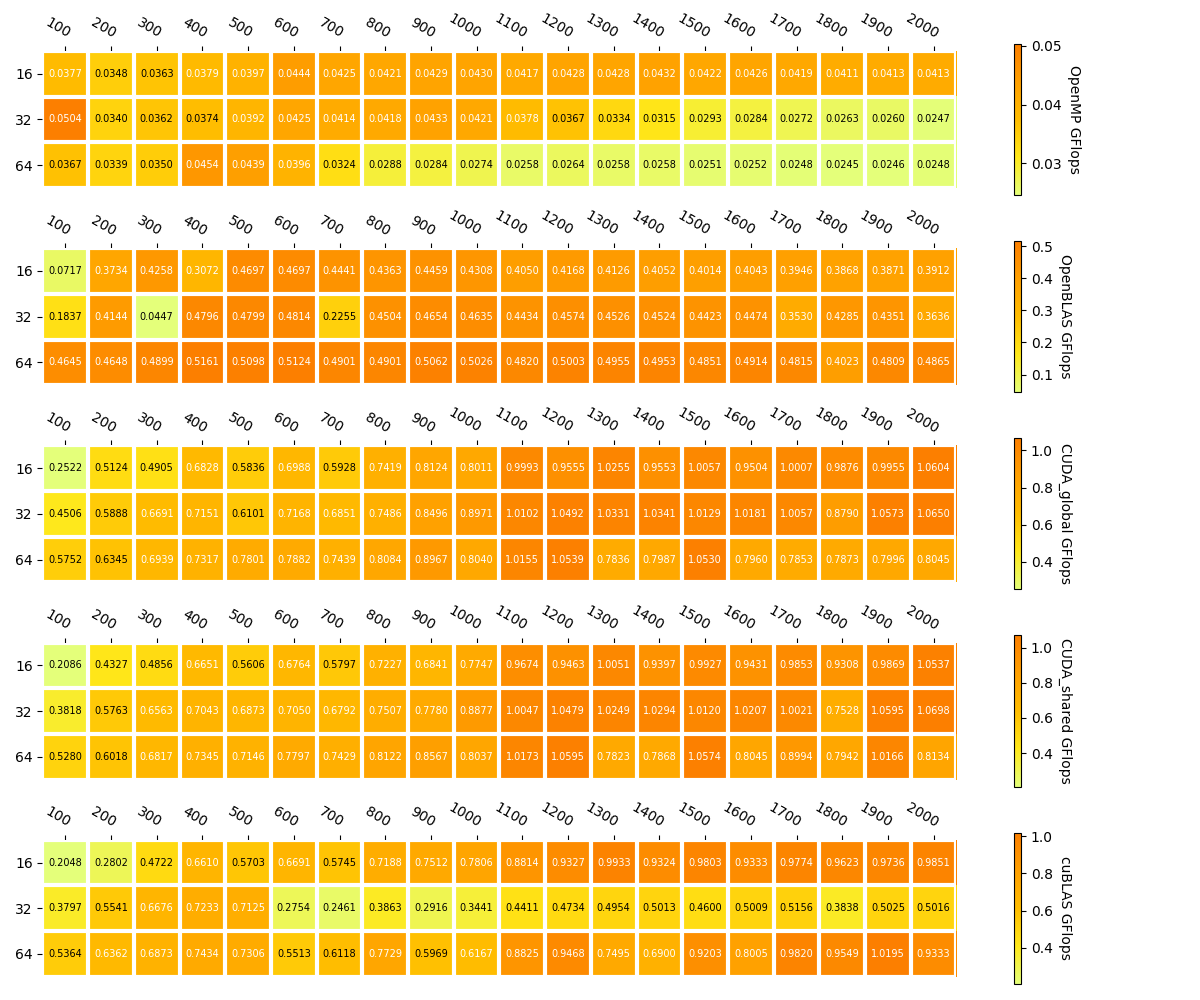 100 200 300 400 500 600 700 800 900 1000 1100 1200 1300 1400 1500 1600 1700 1800 1900 2000
16 0.0377 0.0348 0.0363 0.0379 0.0397 0.0444 0.0425 0.0421 0.0429 0.0430 0.0417 0.0428 0.0428 0.0432 0.0422 0.0426 0.0419 0.0411 0.0413 0.0413
32 0.0504 0.0340 0.0362 0.0374 0.0392 0.0425 0.0414 0.0418 0.0433 0.0421 0.0378 0.0367 0.0334 0.0315 0.0293 0.0284 0.0272 0.0263 0.0260 0.0247
64 0.0367 0.0339 0.0350 0.0454 0.0439 0.0396 0.0324 0.0288 0.0284 0.0274 0.0258 0.0264 0.0258 0.0258 0.0251 0.0252 0.0248 0.0245 0.0246 0.0248
0.05
0.04
0.03
OpenMP GFlops
100 200 300 400 500 600 700 800 900 1000 1100 1200 1300 1400 1500 1600 1700 1800 1900 2000
16 0.0717 0.3734 0.4258 0.3072 0.4697 0.4697 0.4441 0.4363 0.4459 0.4308 0.4050 0.4168 0.4126 0.4052 0.4014 0.4043 0.3946 0.3868 0.3871 0.3912
32 0.1837 0.4144 0.0447 0.4796 0.4799 0.4814 0.2255 0.4504 0.4654 0.4635 0.4434 0.4574 0.4526 0.4524 0.4423 0.4474 0.3530 0.4285 0.4351 0.3636
64 0.4645 0.4648 0.4899 0.5161 0.5098 0.5124 0.4901 0.4901 0.5062 0.5026 0.4820 0.5003 0.4955 0.4953 0.4851 0.4914 0.4815 0.4023 0.4809 0.4865
0.5
0.4
0.3
0.2
0.1
OpenBLAS GFlops
100 200 300 400 500 600 700 800 900 1000 1100 1200 1300 1400 1500 1600 1700 1800 1900 2000
16 0.2522 0.5124 0.4905 0.6828 0.5836 0.6988 0.5928 0.7419 0.8124 0.8011 0.9993 0.9555 1.0255 0.9553 1.0057 0.9504 1.0007 0.9876 0.9955 1.0604
32 0.4506 0.5888 0.6691 0.7151 0.6101 0.7168 0.6851 0.7486 0.8496 0.8971 1.0102 1.0492 1.0331 1.0341 1.0129 1.0181 1.0057 0.8790 1.0573 1.0650
64 0.5752 0.6345 0.6939 0.7317 0.7801 0.7882 0.7439 0.8084 0.8967 0.8040 1.0155 1.0539 0.7836 0.7987 1.0530 0.7960 0.7853 0.7873 0.7996 0.8045
1.0
0.8
0.6
0.4
CUDA_global GFlops
100 200 300 400 500 600 700 800 900 1000 1100 1200 1300 1400 1500 1600 1700 1800 1900 2000
16 0.2086 0.4327 0.4856 0.6651 0.5606 0.6764 0.5797 0.7227 0.6841 0.7747 0.9674 0.9463 1.0051 0.9397 0.9927 0.9431 0.9853 0.9308 0.9869 1.0537
32 0.3818 0.5763 0.6563 0.7043 0.6873 0.7050 0.6792 0.7507 0.7780 0.8877 1.0047 1.0479 1.0249 1.0294 1.0120 1.0207 1.0021 0.7528 1.0595 1.0698
64 0.5280 0.6018 0.6817 0.7345 0.7146 0.7797 0.7429 0.8122 0.8567 0.8037 1.0173 1.0595 0.7823 0.7868 1.0574 0.8045 0.8994 0.7942 1.0166 0.8134
1.0
0.8
0.6
0.4
CUDA_shared GFlops
100 200 300 400 500 600 700 800 900 1000 1100 1200 1300 1400 1500 1600 1700 1800 1900 2000
16 0.2048 0.2802 0.4722 0.6610 0.5703 0.6691 0.5745 0.7188 0.7512 0.7806 0.8814 0.9327 0.9933 0.9324 0.9803 0.9333 0.9774 0.9623 0.9736 0.9851
32 0.3797 0.5541 0.6676 0.7233 0.7125 0.2754 0.2461 0.3863 0.2916 0.3441 0.4411 0.4734 0.4954 0.5013 0.4600 0.5009 0.5156 0.3838 0.5025 0.5016
64 0.5364 0.6362 0.6873 0.7434 0.7306 0.5513 0.6118 0.7729 0.5969 0.6167 0.8825 0.9468 0.7495 0.6900 0.9203 0.8005 0.9820 0.9549 1.0195 0.9333
1.0
0.8
0.6
0.4
cuBLAS GFlops